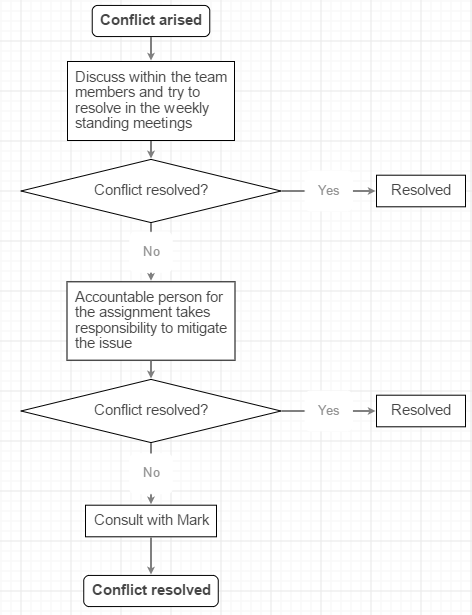 Conflict arised
Discuss within the team
members and try to
resolve in the weekly
standing meetings
Conflict resolved?
Yes
Resolved
No
Accountable person for
the assignment takes
responsibility to mitigate
the issue
Conflict resolved?
Yes
Resolved
No
Consult with Mark
Conflict resolved